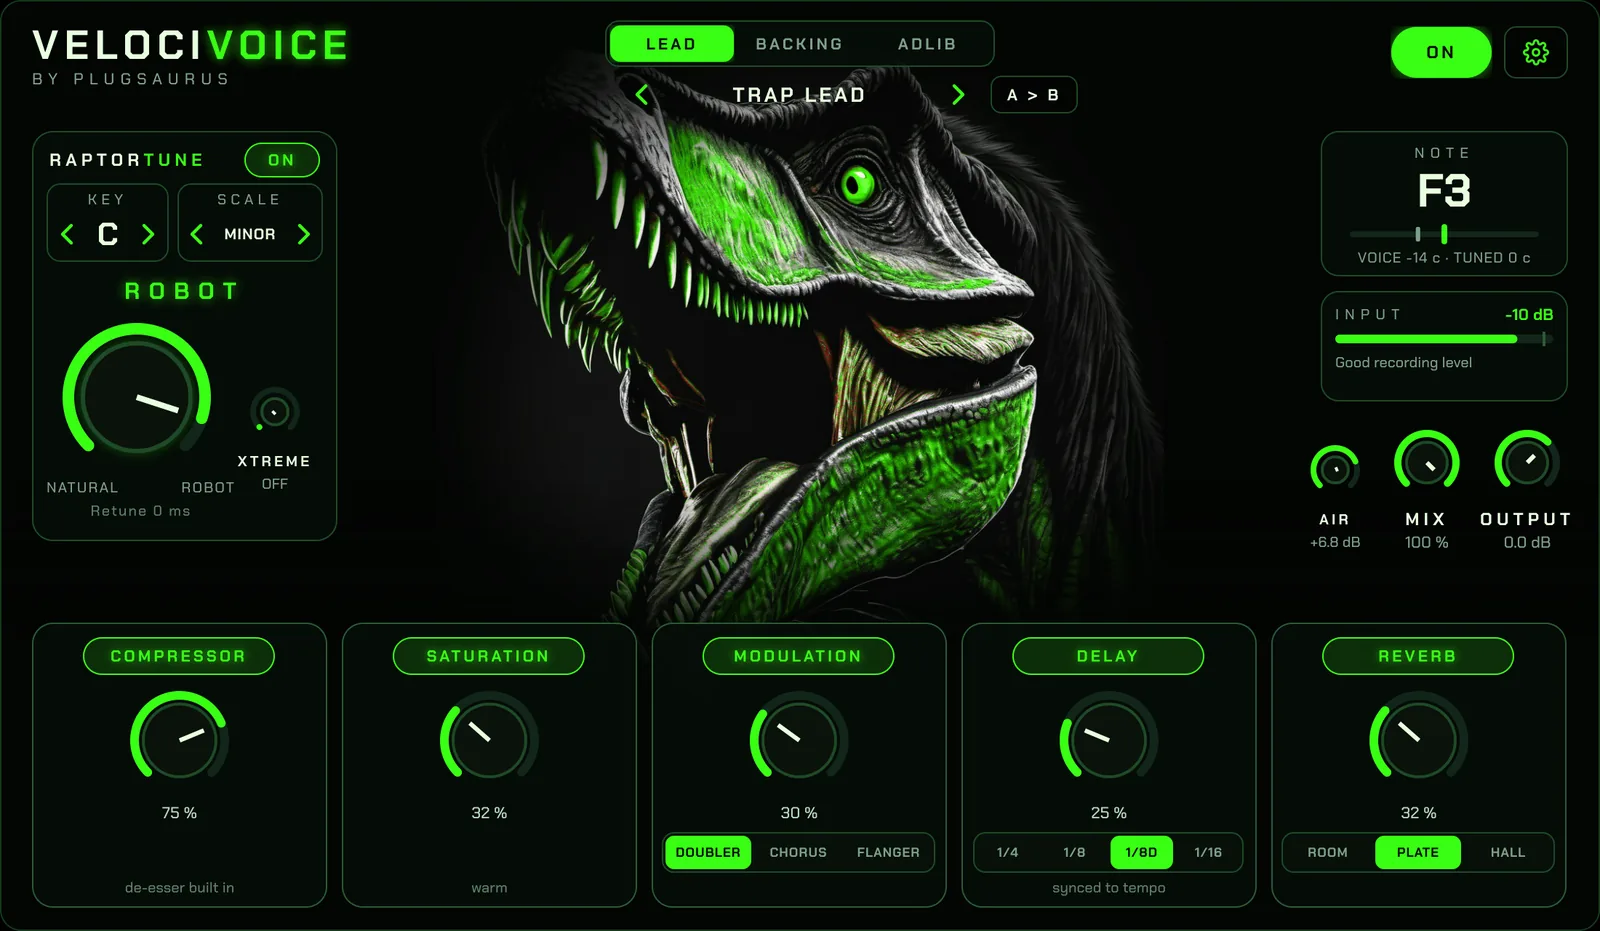 VELOCIVOICE
BY PLUGSAURUS
LEAD BACKING ADLIB
TRAP LEAD
A > B
ON
RAPTORTUNE ON
KEY
C
SCALE
MINOR
ROBOT
XTREME
OFF
NATURAL ROBOT
Retune 0 ms
NOTE
F3
VOICE -14 c · TUNED 0 c
INPUT -10 dB
Good recording level
AIR MIX OUTPUT
+6.8 dB 100 % 0.0 dB
COMPRESSOR
75 %
de-esser built in
SATURATION
32 %
warm
MODULATION
30 %
DOUBLER CHORUS FLANGER
DELAY
25 %
1/4 1/8 1/8D 1/16
synced to tempo
REVERB
32 %
ROOM PLATE HALL